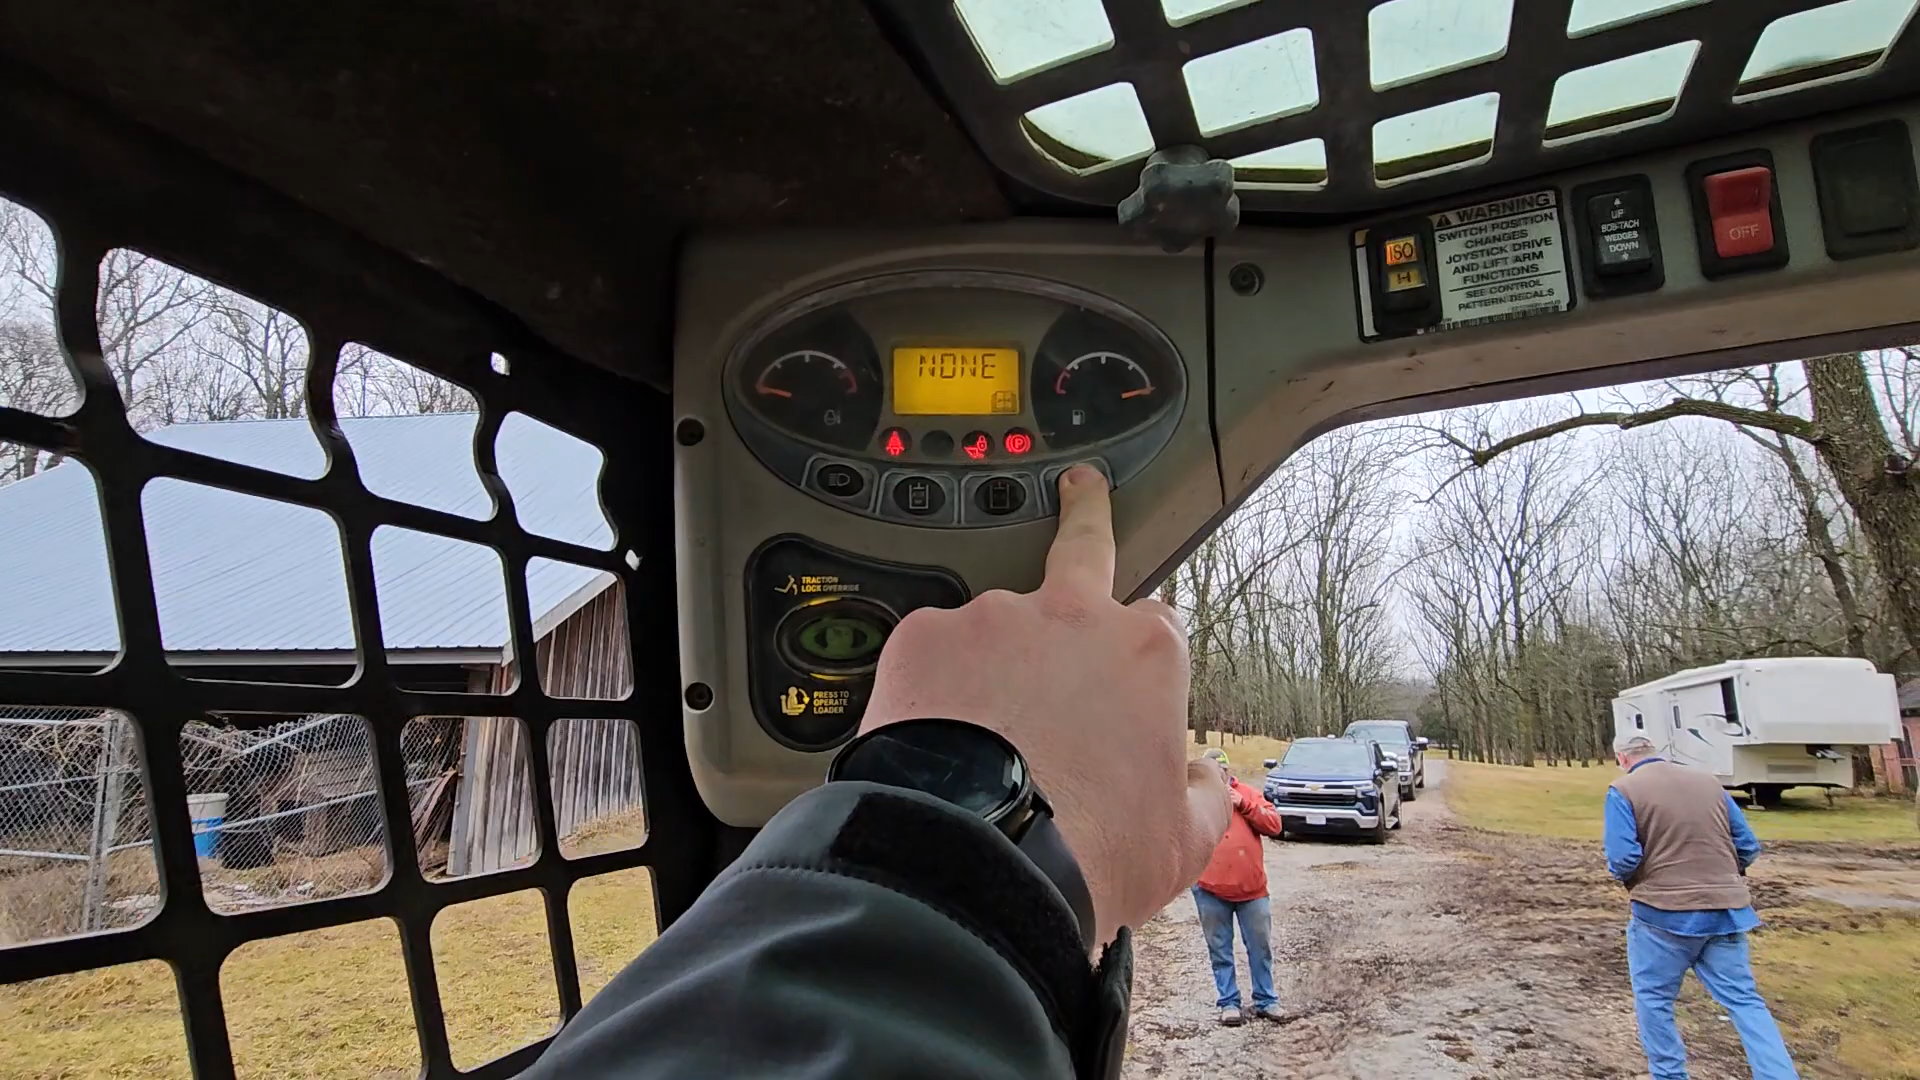 NONE
ISO
H
WARNING
SWITCH POSITION
CHANGES
JOYSTICK DRIVE
AND LIFT ARM
FUNCTIONS
SEE CONTROL
PATTERN DECALS
UP
BOB-TACH
WEDGES
DOWN
OFF
P
TRACTION
LOCK OVERRIDE
PRESS TO
OPERATE
LOADER